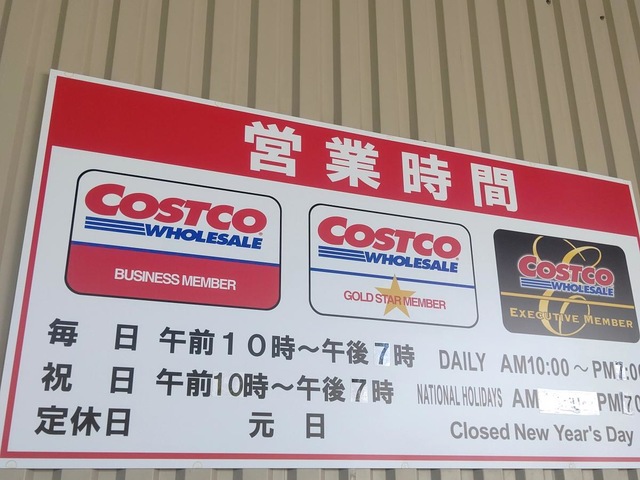 営業時間
COSTCO WHOLESALE BUSINESS MEMBER
COSTCO WHOLESALE GOLD STAR MEMBER
COSTCO WHOLESALE EXECUTIVE MEMBER
毎日 午前10時～午後7時 DAILY AM10:00～PM7:00
祝日 午前10時～午後7時 NATIONAL HOLIDAYS AM PM
定休日 元日 Closed New Year's Day